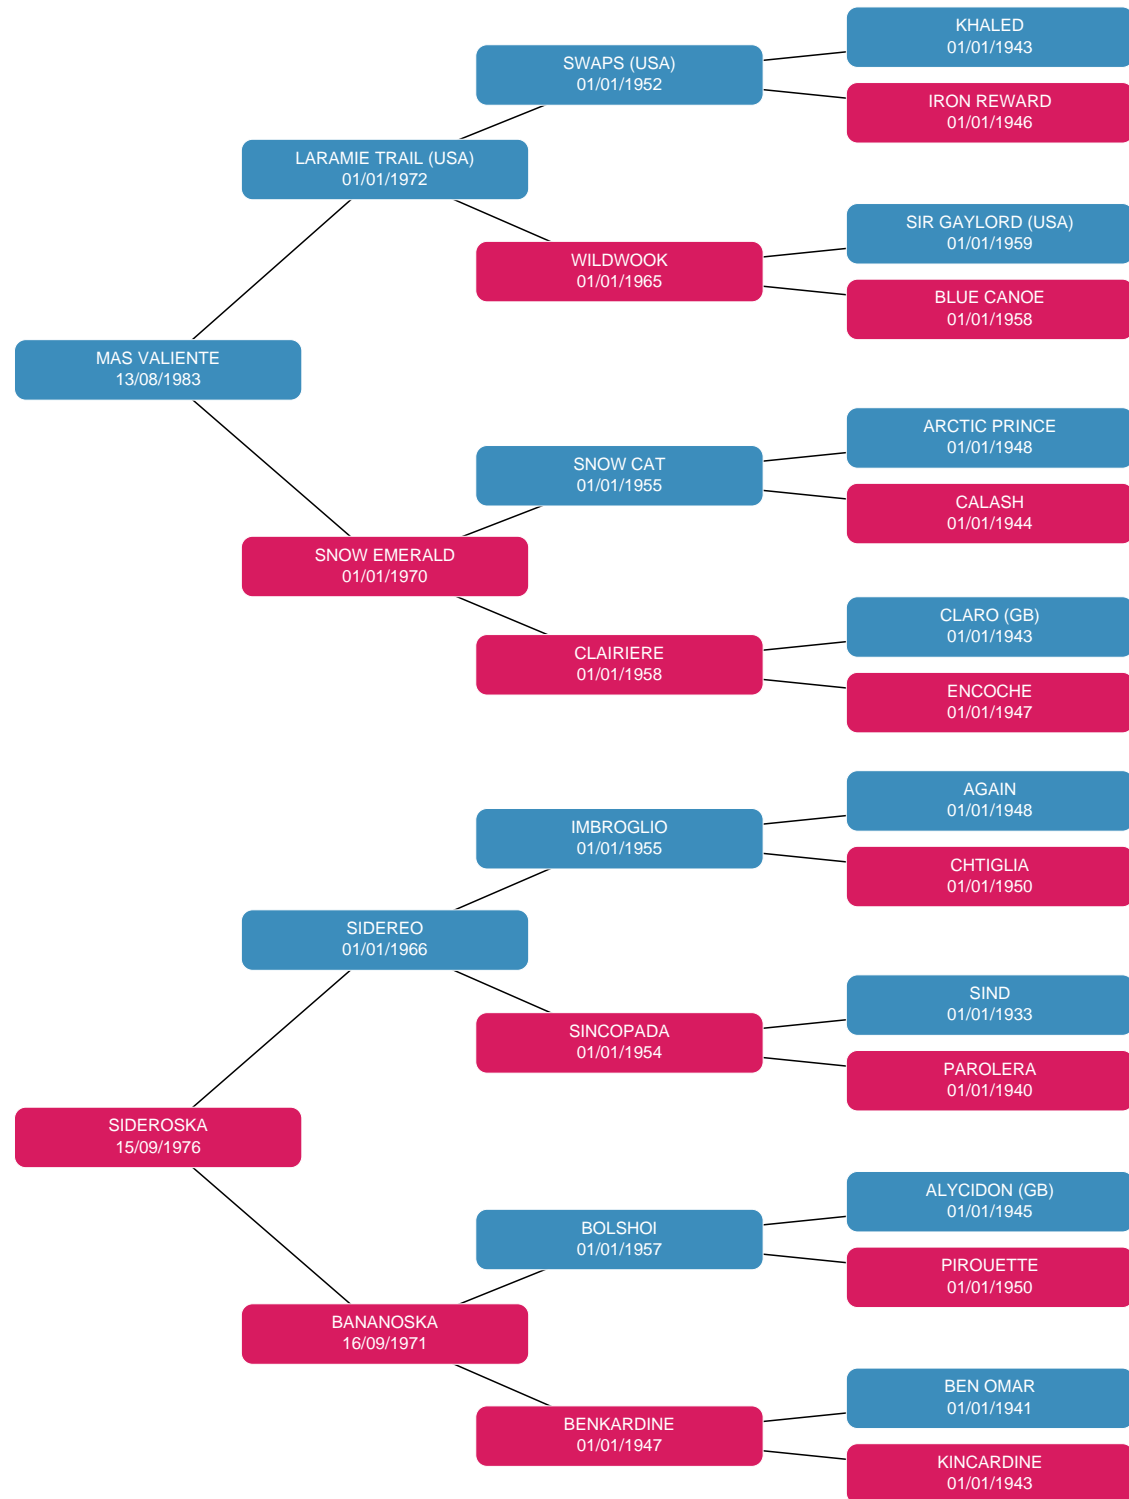 KHALED
01/01/1943
SWAPS (USA)
01/01/1952
IRON REWARD
01/01/1946
LARAMIE TRAIL (USA)
01/01/1972
SIR GAYLORD (USA)
01/01/1959
WILDWOOK
01/01/1965
BLUE CANOE
01/01/1958
MAS VALIENTE
13/08/1983
ARCTIC PRINCE
01/01/1948
SNOW CAT
01/01/1955
CALASH
01/01/1944
SNOW EMERALD
01/01/1970
CLARO (GB)
01/01/1943
CLAIRIERE
01/01/1958
ENCOCHE
01/01/1947
AGAIN
01/01/1948
IMBROGLIO
01/01/1955
CHTIGLIA
01/01/1950
SIDEREO
01/01/1966
SIND
01/01/1933
SINCOPADA
01/01/1954
PAROLERA
01/01/1940
SIDEROSKA
15/09/1976
ALYCIDON (GB)
01/01/1945
BOLSHOI
01/01/1957
PIROUETTE
01/01/1950
BANANOSKA
16/09/1971
BEN OMAR
01/01/1941
BENKARDINE
01/01/1947
KINCARDINE
01/01/1943